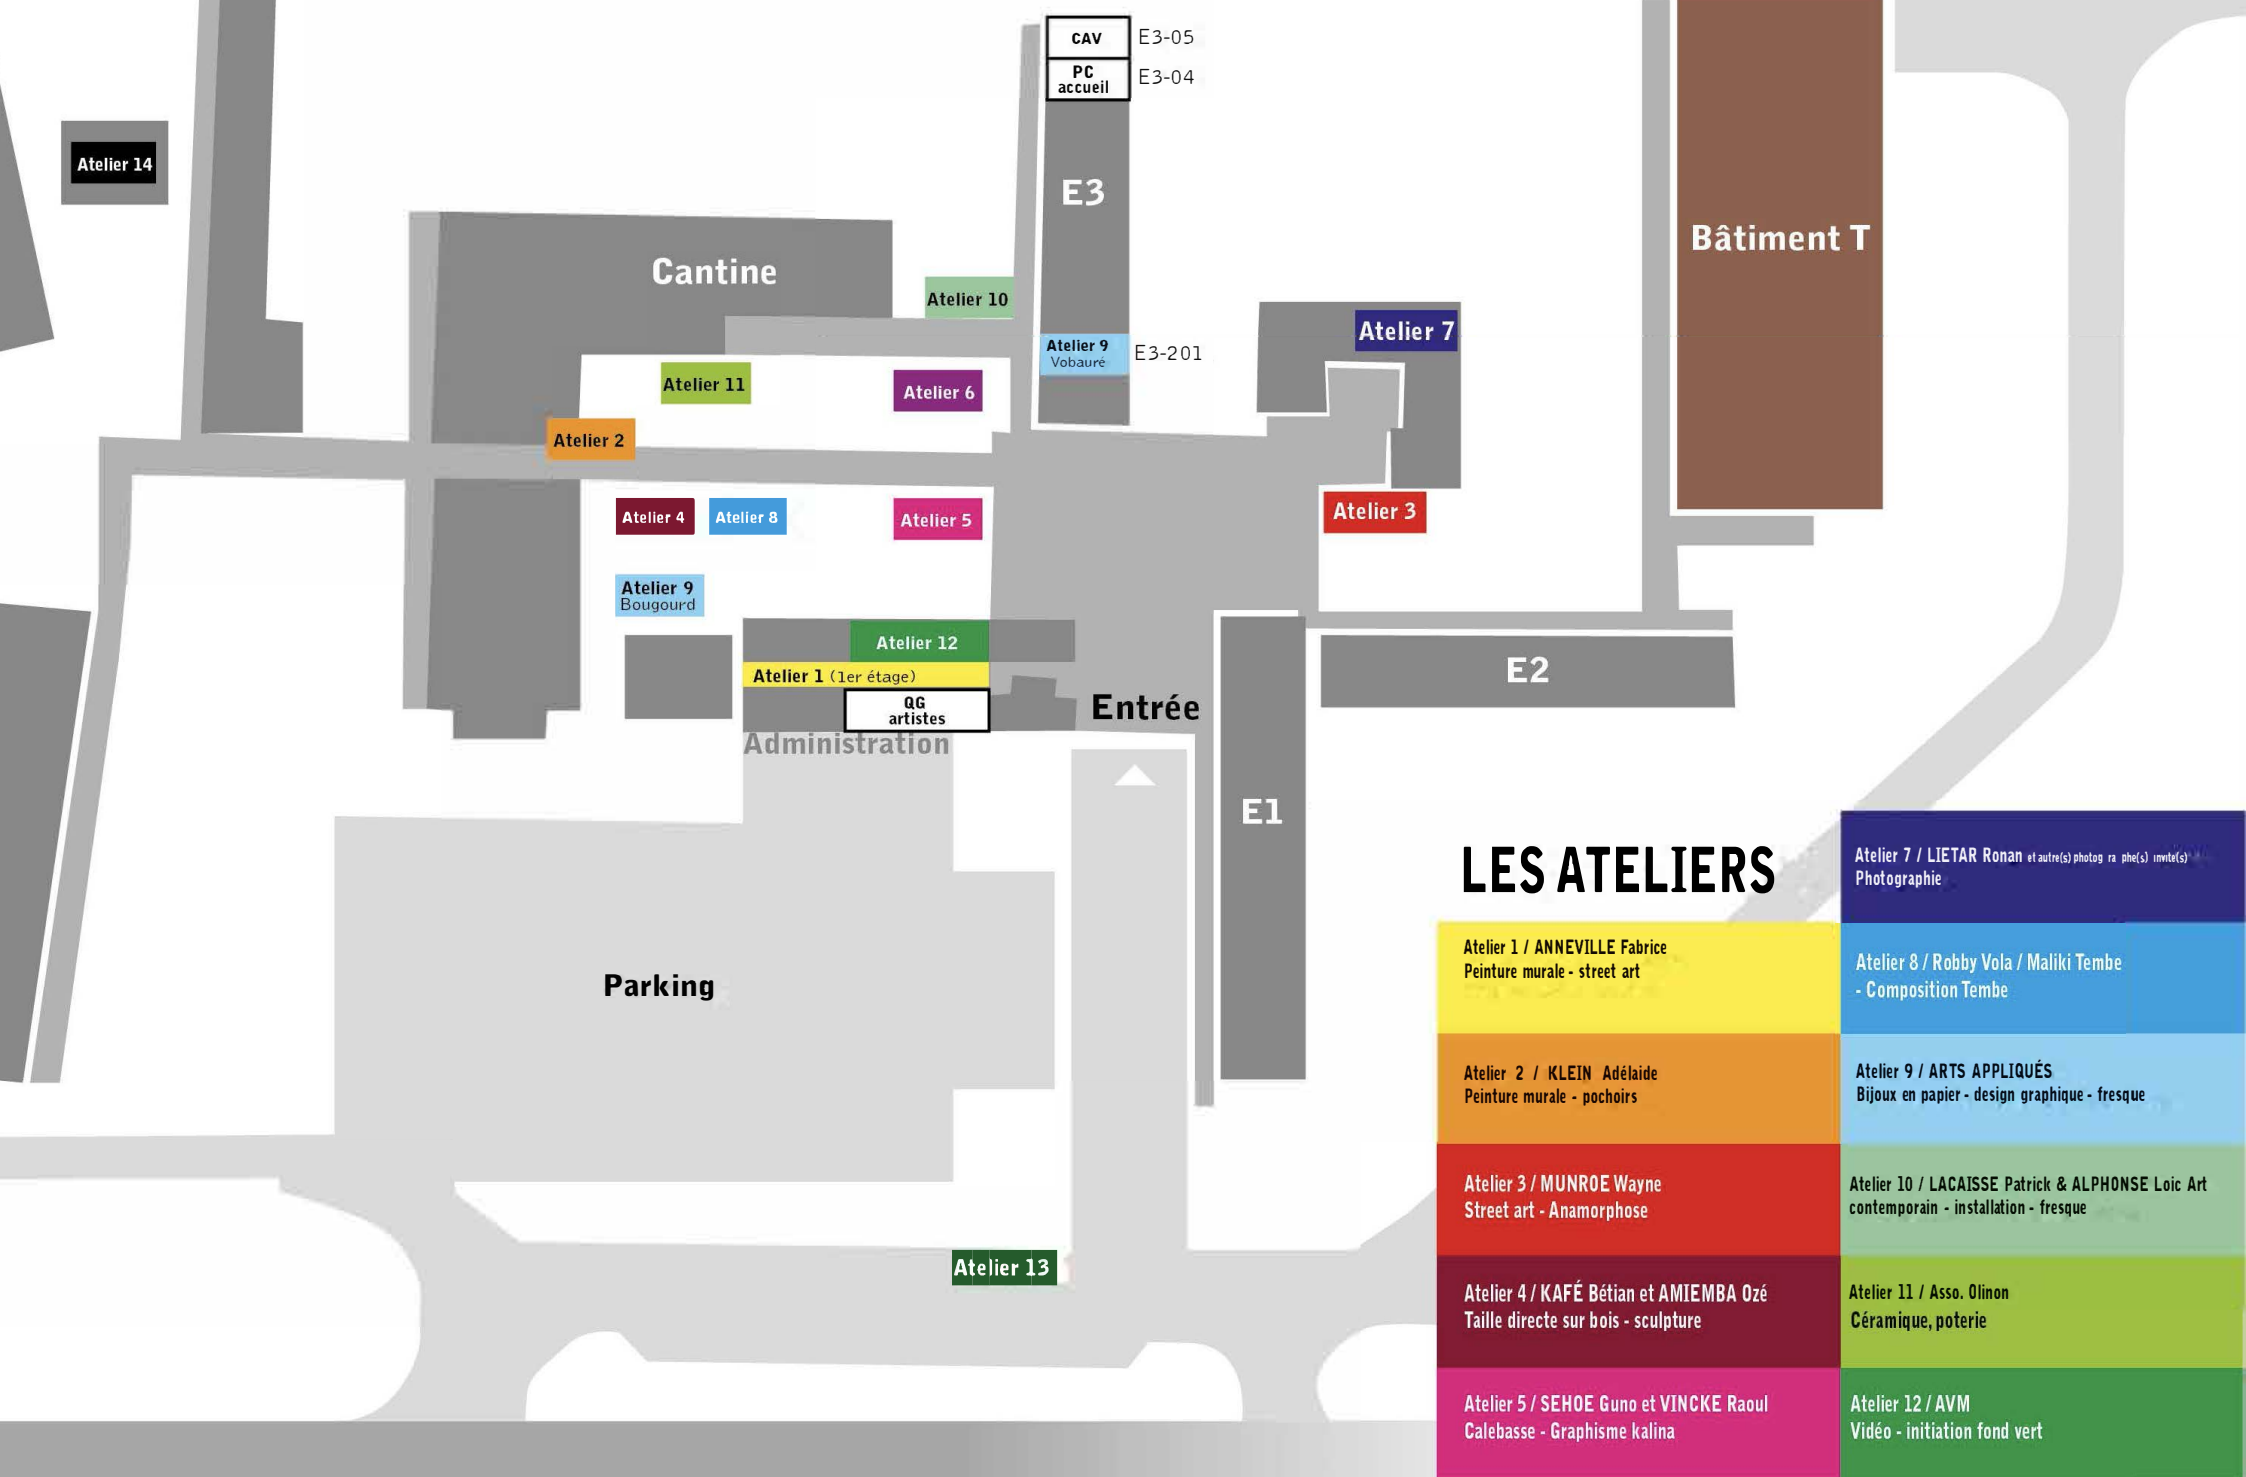 CAV
E3-05
PC
accueil
E3-04
Atelier 14
E3
Bâtiment T
Cantine
Atelier 10
Atelier 7
Atelier 9
Vobauré
E3-201
Atelier 11
Atelier 6
Atelier 2
Atelier 4
Atelier 8
Atelier 5
Atelier 3
Atelier 9
Bougourd
Atelier 12
Atelier 1 (1er étage)
E2
QG
artistes
Entrée
Administration
E1
Parking
Atelier 13
LES ATELIERS
Atelier 1 / ANNEVILLE Fabrice
Peinture murale - street art
Atelier 2 / KLEIN Adélaide
Peinture murale - pochoirs
Atelier 3 / MUNROE Wayne
Street art - Anamorphose
Atelier 4 / KAFÉ Bétian et AMIEMBA Ozé
Taille directe sur bois - sculpture
Atelier 5 / SEHOE Guno et VINCKE Raoul
Calebasse - Graphisme kalina
Atelier 7 / LIETAR Ronan et autre(s) photog ra phe(s) invite(s)
Photographie
Atelier 8 / Robby Vola / Maliki Tembe
- Composition Tembe
Atelier 9 / ARTS APPLIQUÉS
Bijoux en papier - design graphique - fresque
Atelier 10 / LACAISSE Patrick & ALPHONSE Loic Art
contemporain - installation - fresque
Atelier 11 / Asso. Olinon
Céramique, poterie
Atelier 12 / AVM
Vidéo - initiation fond vert